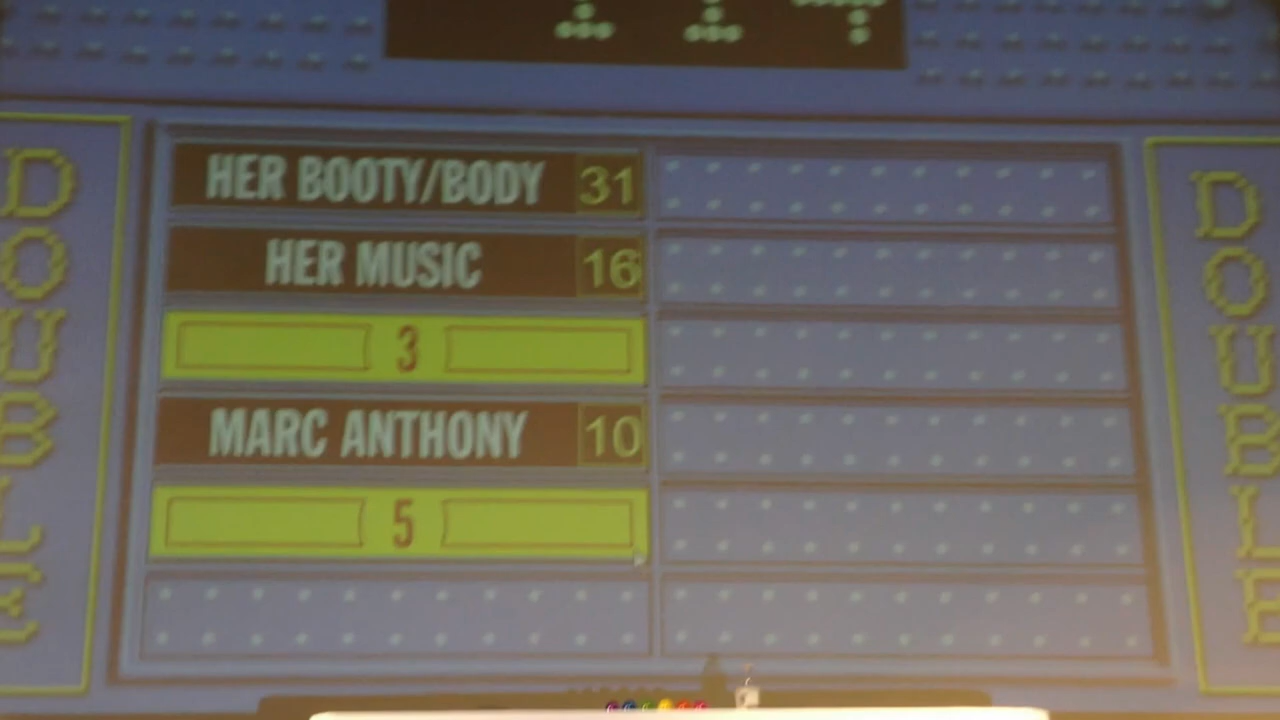 DOUBLE
HER BOOTY/BODY 31
HER MUSIC 16
3
MARC ANTHONY 10
5
DOUBLE